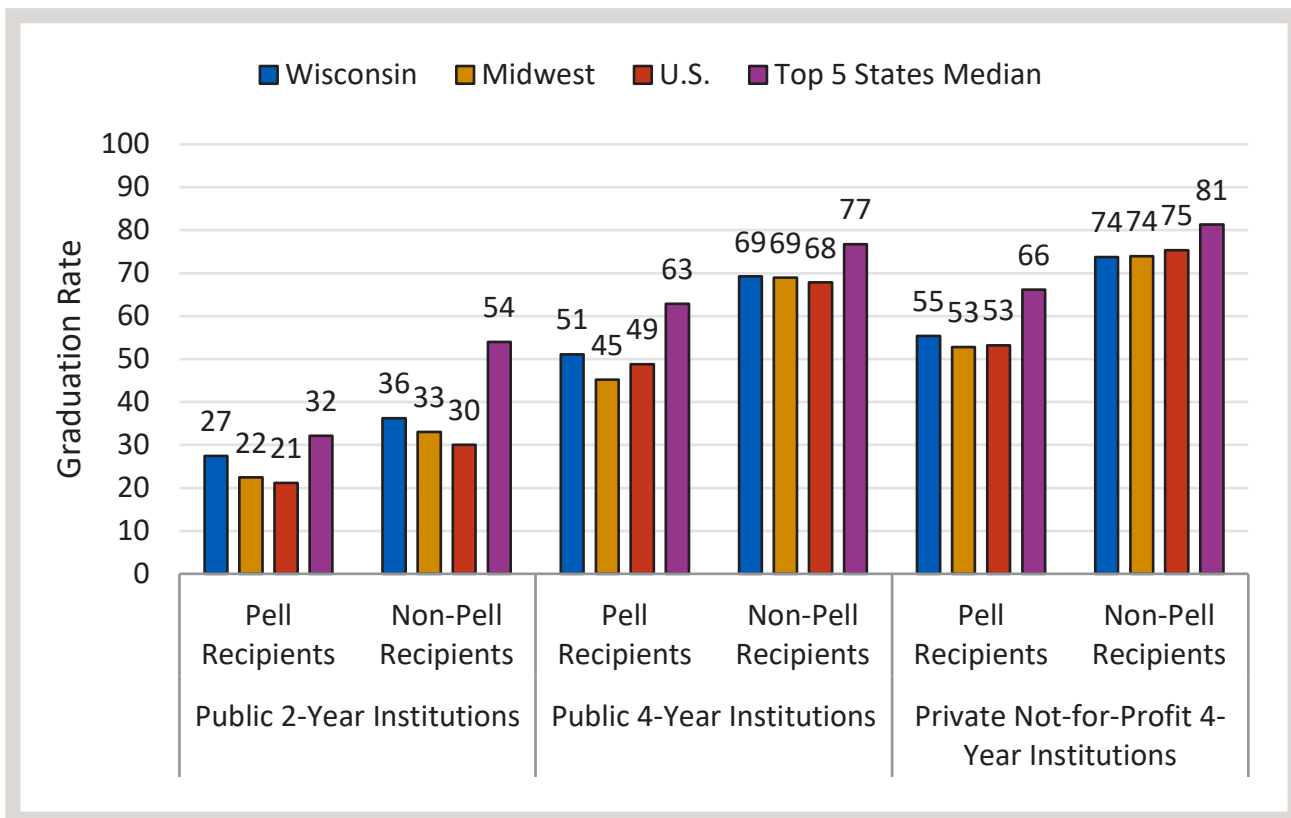 Wisconsin Midwest U.S. Top 5 States Median
Graduation Rate
100
90
80
70
60
50
40
30
20
10
0
27 22 21 32
36 33 30 54
51 45 49 63
69 69 68 77
55 53 53 66
74 74 75 81
Pell
Recipients
Non-Pell
Recipients
Pell
Recipients
Non-Pell
Recipients
Pell
Recipients
Non-Pell
Recipients
Public 2-Year Institutions
Public 4-Year Institutions
Private Not-for-Profit 4-
Year Institutions